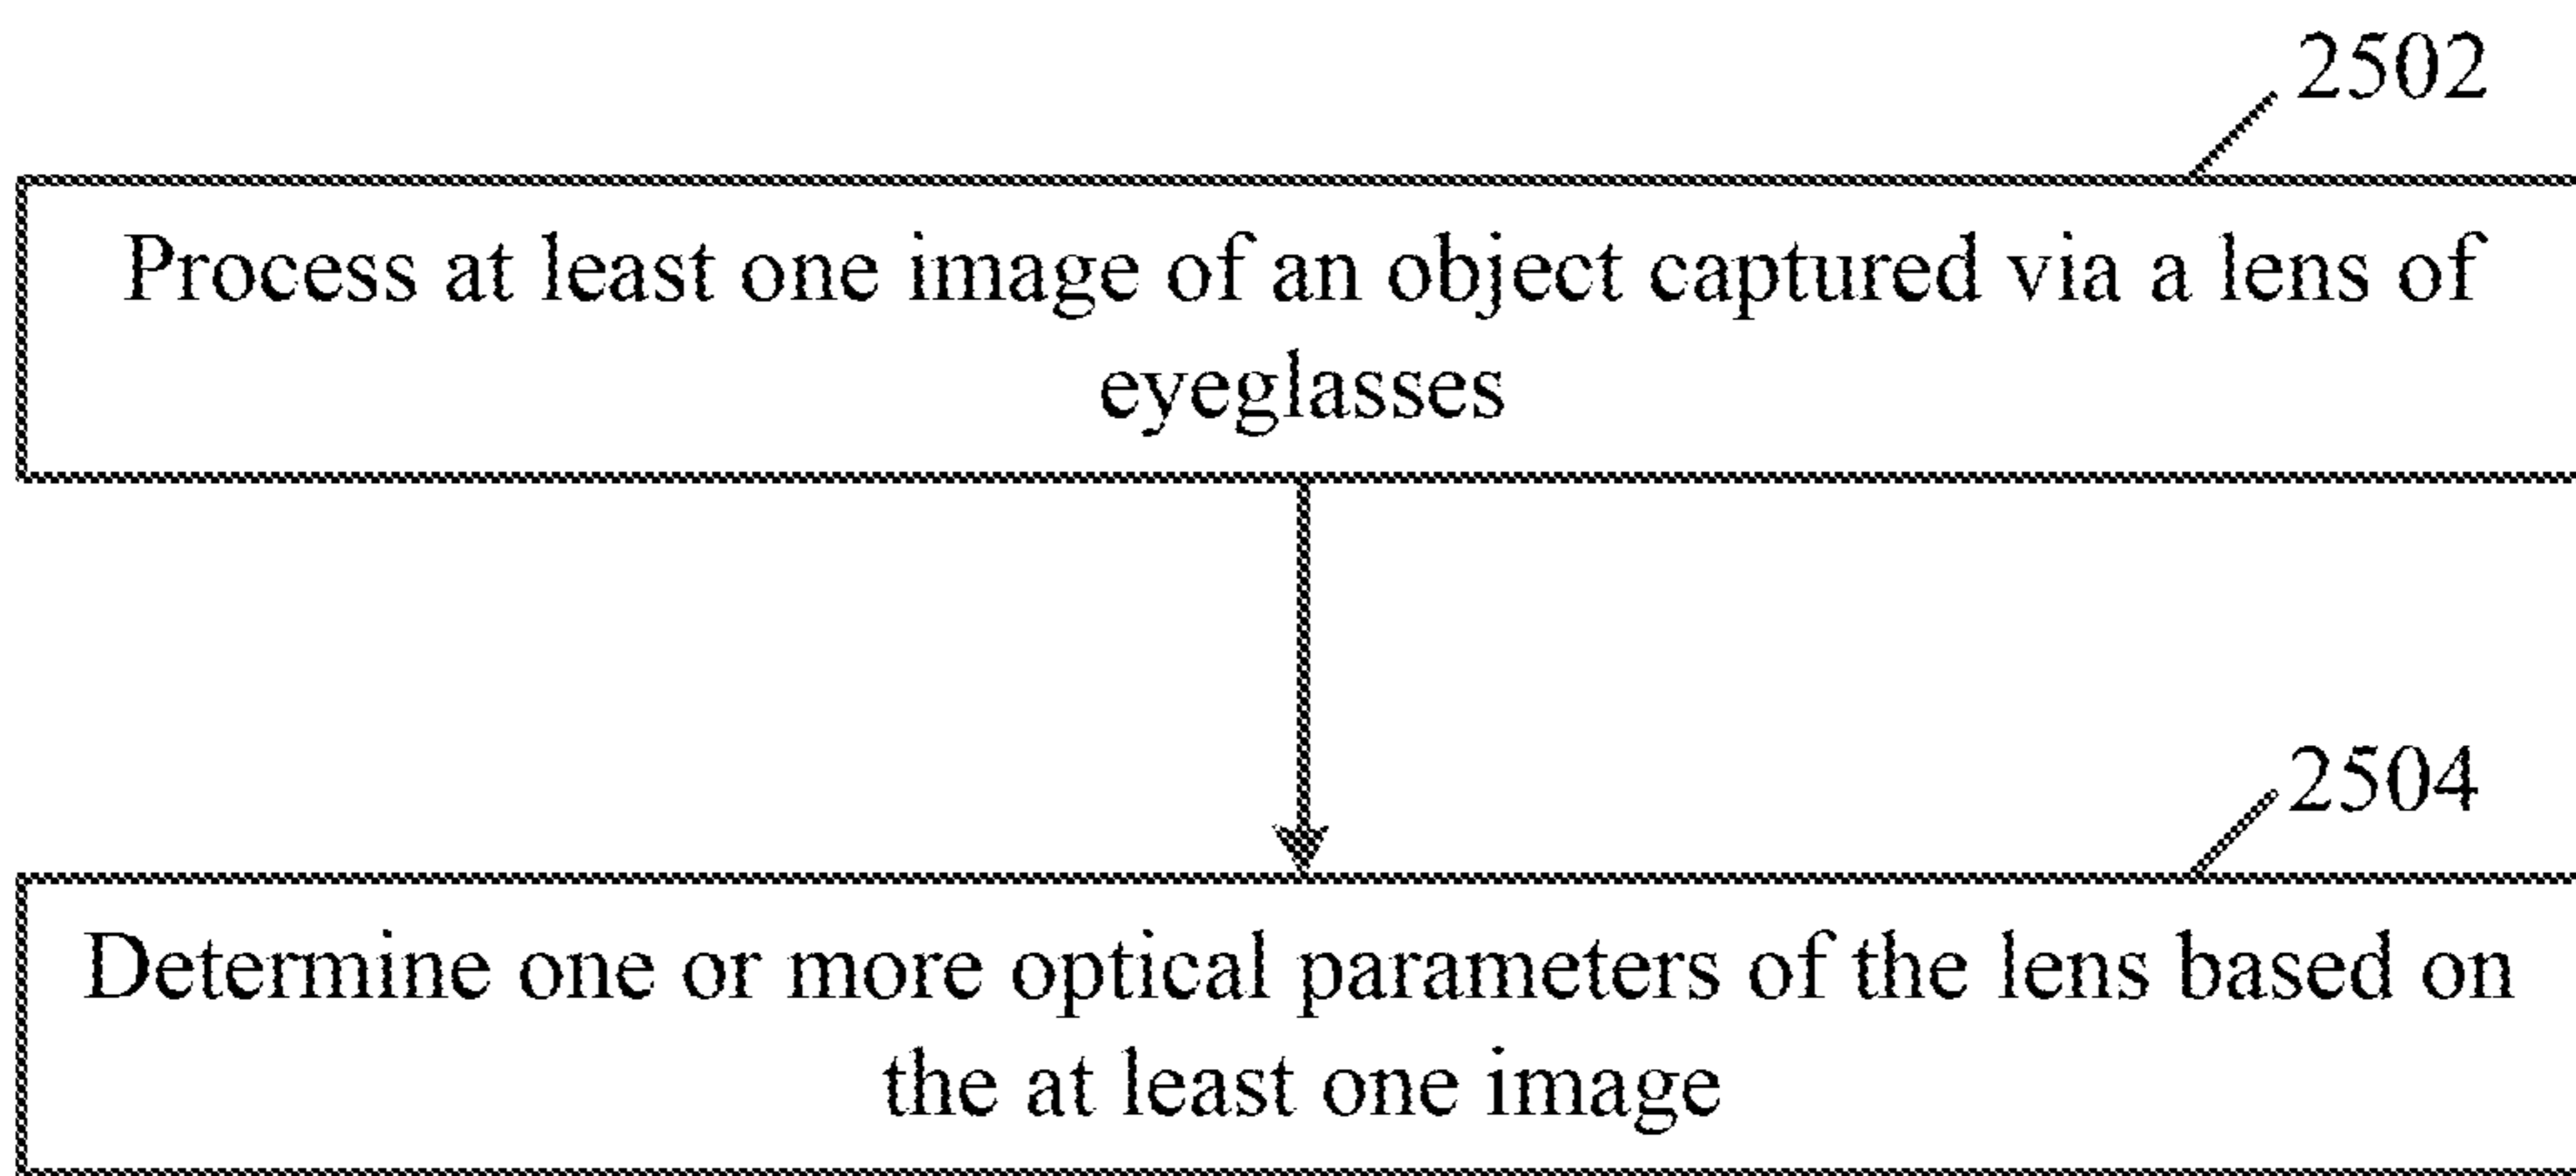 2502
Process at least one image of an object captured via a lens of
eyeglasses
2504
Determine one or more optical parameters of the lens based on
the at least one image